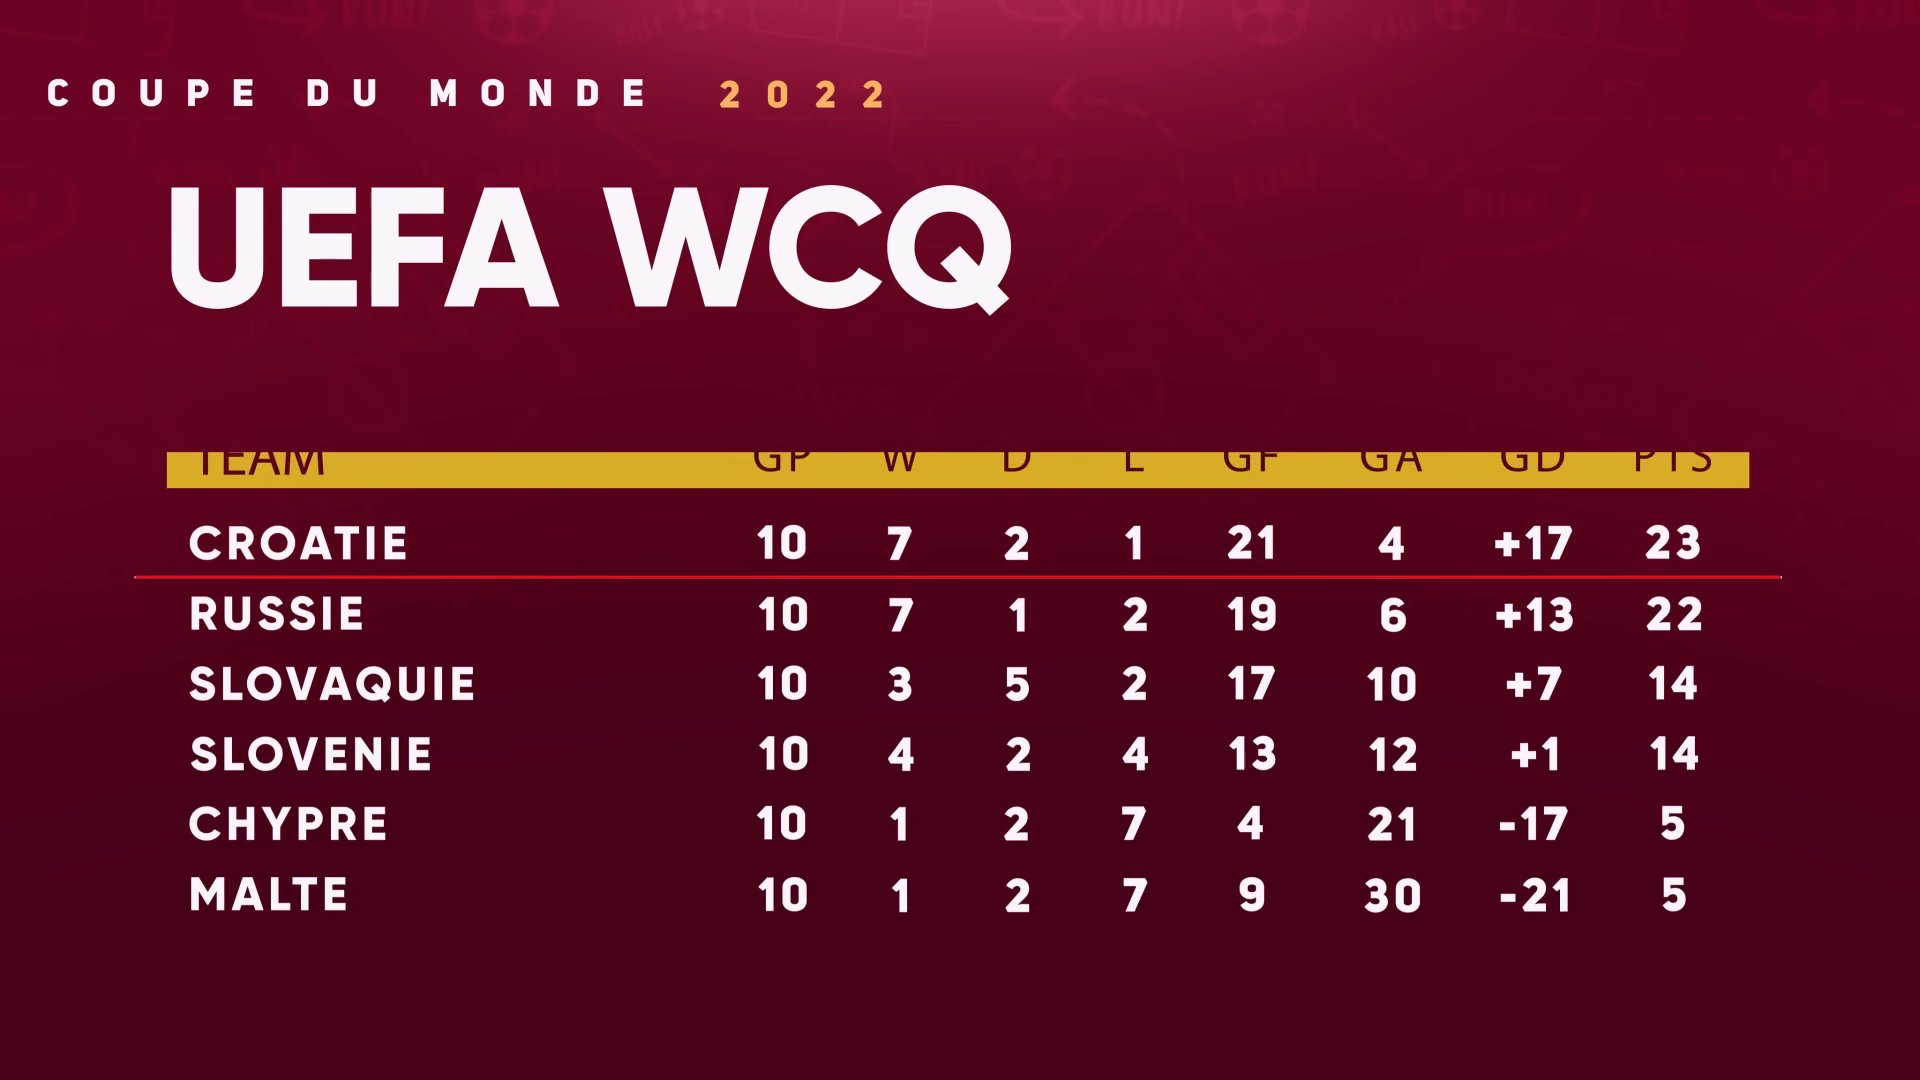 COUPE DU MONDE 2022
UEFA WCQ
TEAM GP W D L GF GA GD PTS
CROATIE 10 7 2 1 21 4 +17 23
RUSSIE 10 7 1 2 19 6 +13 22
SLOVAQUIE 10 3 5 2 17 10 +7 14
SLOVENIE 10 4 2 4 13 12 +1 14
CHYPRE 10 1 2 7 4 21 -17 5
MALTE 10 1 2 7 9 30 -21 5